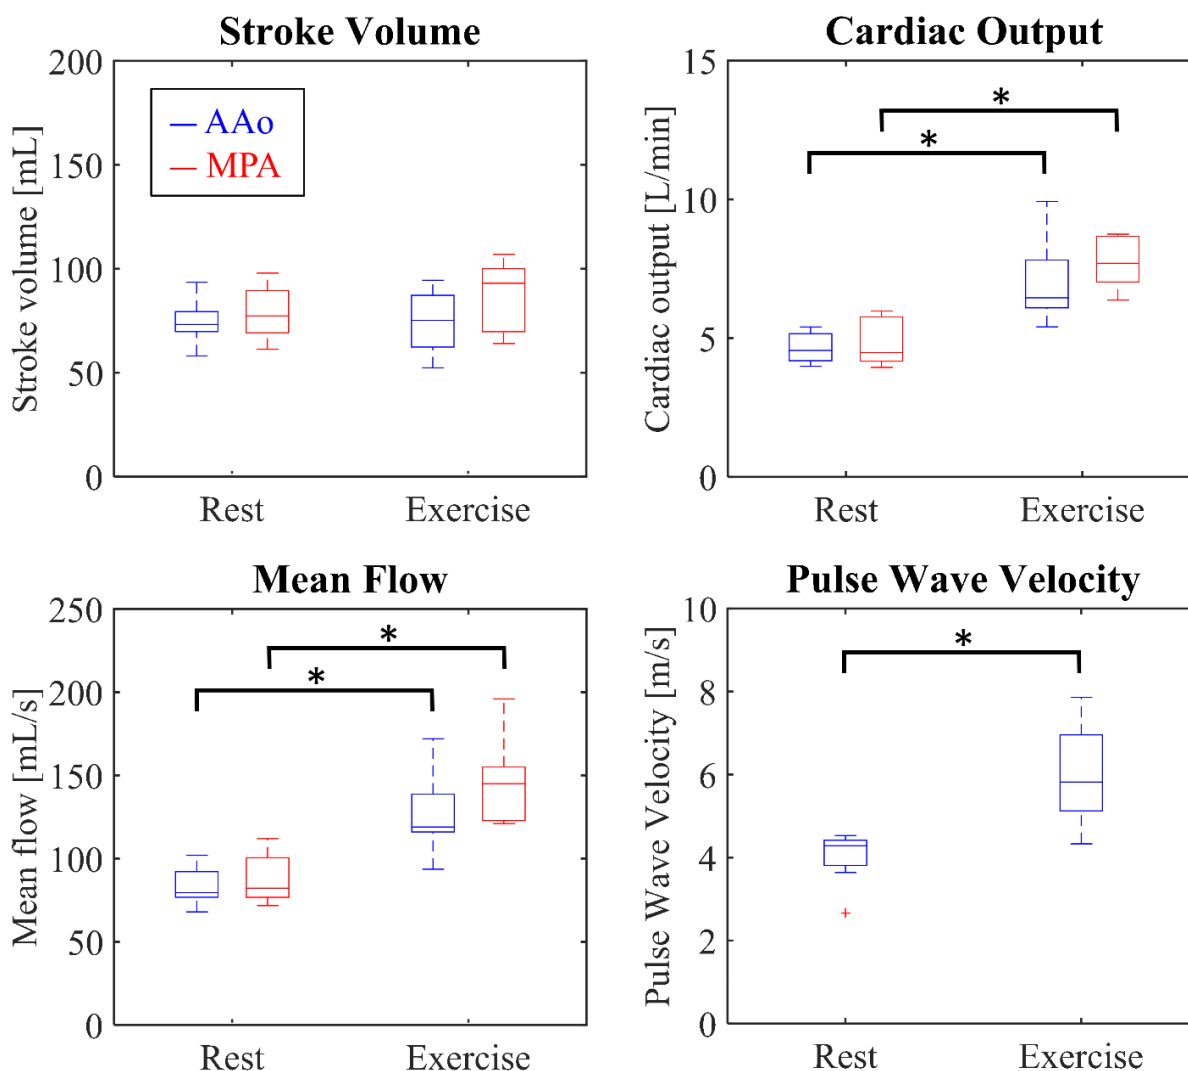 Stroke Volume
Stroke volume [mL]
200
150
100
50
0
AAo
MPA
Rest Exercise
Cardiac Output
Cardiac output [L/min]
15
10
5
0
*
*
Rest Exercise
Mean Flow
Mean flow [mL/s]
250
200
150
100
50
0
*
*
Rest Exercise
Pulse Wave Velocity
Pulse Wave Velocity [m/s]
10
8
6
4
2
0
*
Rest Exercise